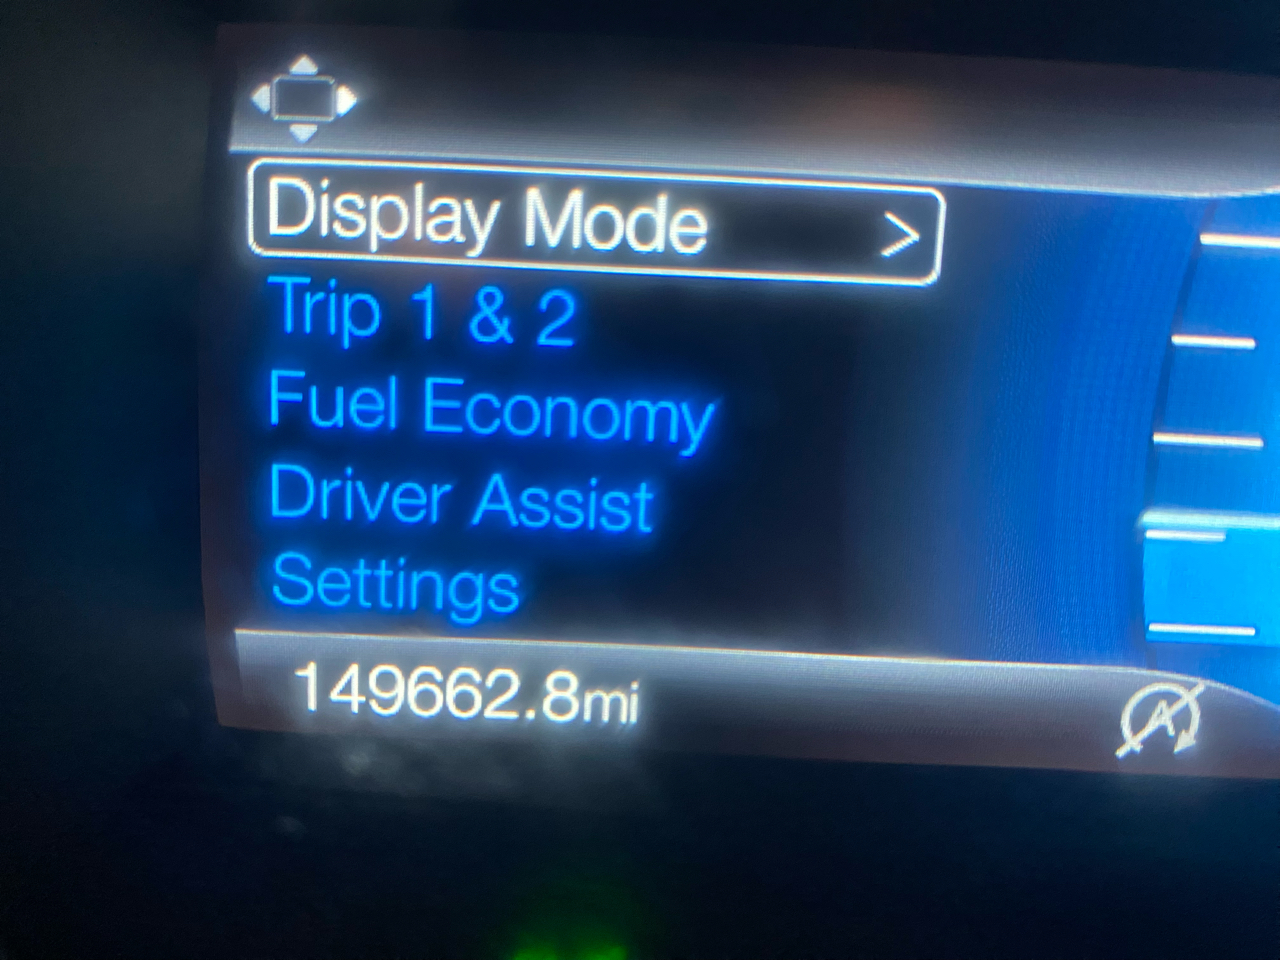 Display Mode >
Trip 1 & 2
Fuel Economy
Driver Assist
Settings
149662.8mi
A